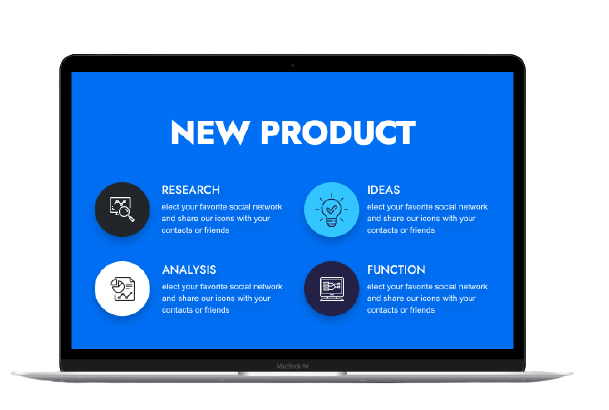 NEW PRODUCT
RESEARCH
elect your favorite social network
and share our icons with your
contacts or friends
IDEAS
elect your favorite social network
and share our icons with your
contacts or friends
ANALYSIS
elect your favorite social network
and share our icons with your
contacts or friends
FUNCTION
elect your favorite social network
and share our icons with your
contacts or friends
MacBook Air